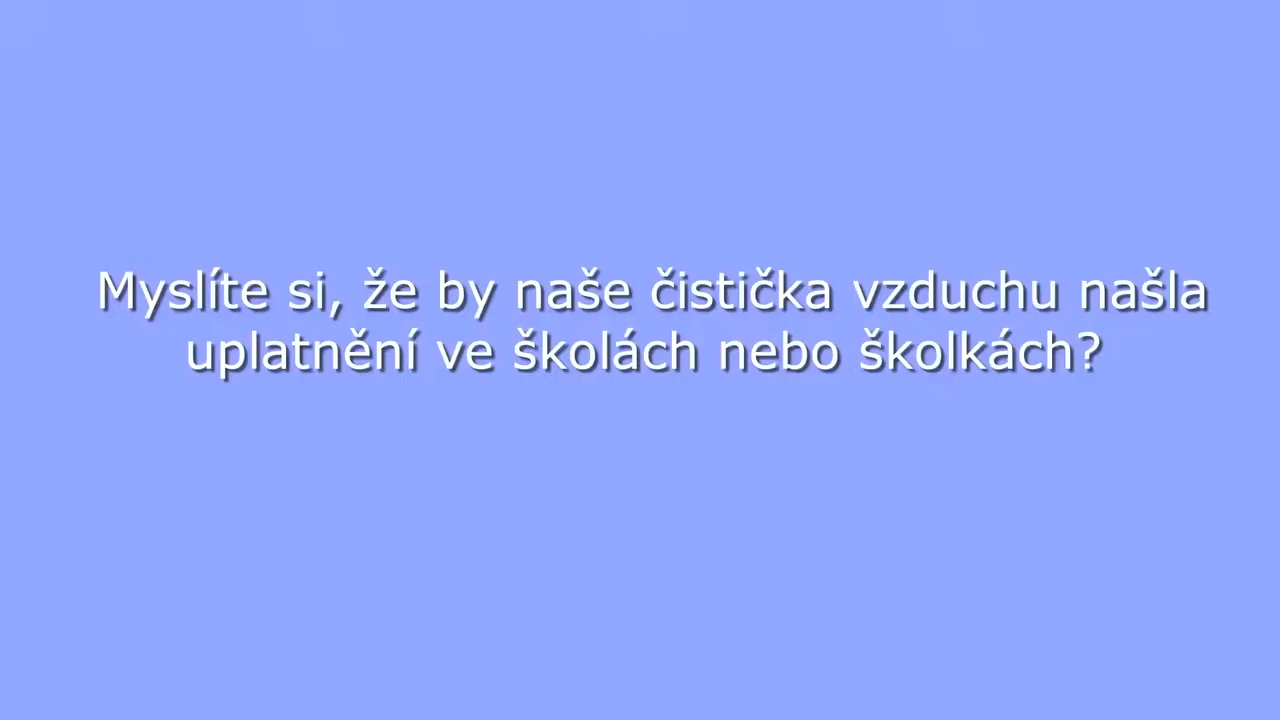 Myslíte si, že by naše čistička vzduchu našla
uplatnění ve školách nebo školkách?